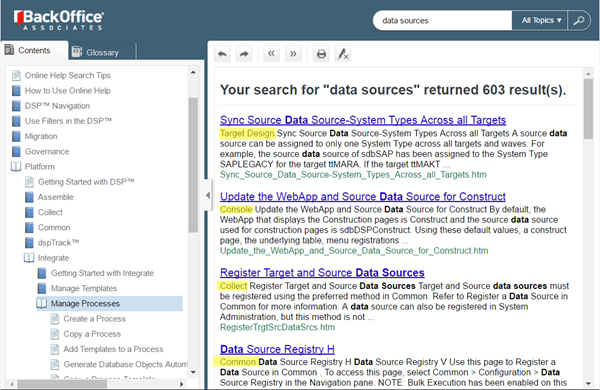 BackOffice
ASSOCIATES
data sources
All Topics
Contents
Glossary
Online Help Search Tips
How to Use Online Help
DSP™ Navigation
Use Filters in the DSP™
Migration
Governance
Platform
Getting Started with DSP™
Assemble
Collect
Common
dspTrack™
Integrate
Getting Started with Integrate
Manage Templates
Manage Processes
Create a Process
Copy a Process
Add Templates to a Process
Generate Database Objects Autom
Copy a Process Template
Your search for "data sources" returned 603 result(s).
Sync Source Data Source-System Types Across all Targets
Target Design Sync Source Data Source-System Types Across all Targets A source data
source can be assigned to only one System Type across all targets and waves. For
example, the source data source of sdbSAP has been assigned to the System Type
SAPLEGACY for the target ttMARA. If the target ttMAKT ...
Sync_Source_Data_Source-System_Types_Across_all_Targets.htm
Update the WebApp and Source Data Source for Construct
Console Update the WebApp and Source Data Source for Construct By default, the
WebApp that displays the Construction pages is Construct and the source data source
used for construction pages is sdbDSPConstruct. Using these default values, a construct
page, the underlying table, menu registrations ...
Update_the_WebApp_and_Source_Data_Source_for_Construct.htm
Register Target and Source Data Sources
Collect Register Target and Source Data Sources Target and Source data sources must
be registered using the preferred method in Common. Refer to Register a Data Source in
Common for more information. A data source can also be registered in System
Administration, but this method is not ...
RegisterTrgtSrcDataSrcs.htm
Data Source Registry H
Common Data Source Registry H Data Source Registry V Use this page to Register a
Data Source in Common . To access this page, select Common > Configuration > Data
Source Registry in the Navigation pane. NOTE: Bulk Execution has been enabled on this